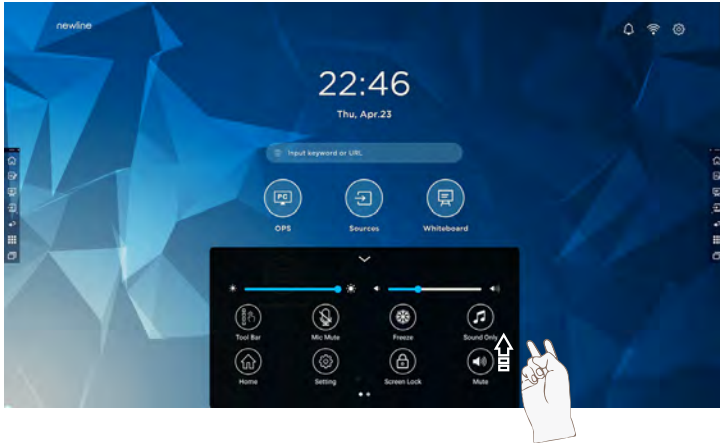 newline
22:46
Thu, Apr.23
Input keyword or URL
PC
OPS
Sources
Whiteboard
Tool Bar
Mic Mute
Freeze
Sound Only
Home
Setting
Screen Lock
Mute